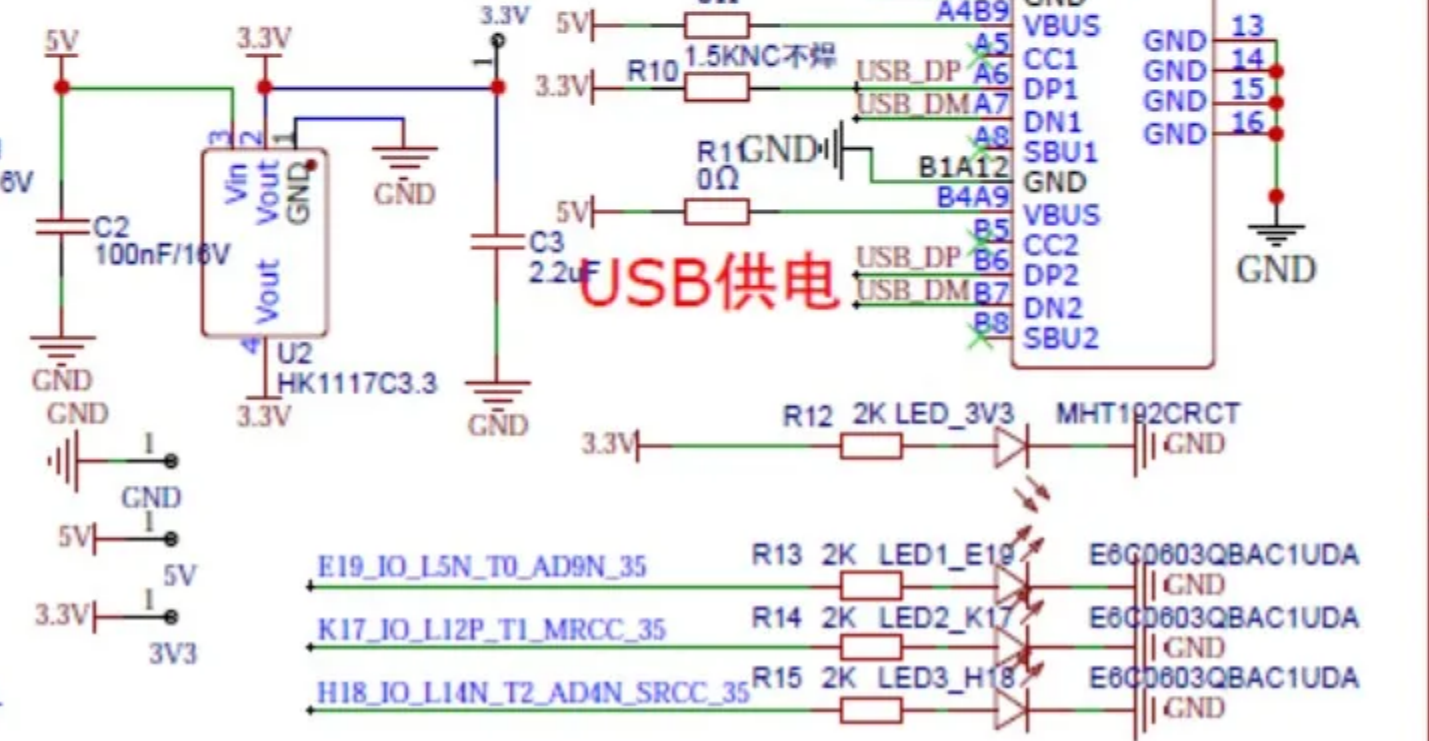 5V
3.3V
3.3V
1
5V
A4B9
VBUS
A5
CC1
R10
1.5KNC不焊
3.3V
USB_DP
A6
DP1
USB_DM
A7
DN1
A8
SBU1
GND
B1A12
GND
R11
0Ω
B4A9
5V
VBUS
B5
CC2
USB_DP
B6
DP2
USB_DM
B7
DN2
B8
SBU2
GND
13
GND
14
GND
15
GND
16
GND
6V
C2
100nF/16V
GND
3
2
1
Vin
Vout
GND
Vout
4
GND
U2
HK1117C3.3
3.3V
C3
2.2uF
GND
USB供电
GND
1
GND
5V
1
5V
3.3V
1
3V3
R12
2K
LED_3V3
MHT192CRCT
3.3V
GND
E19_IO_L5N_T0_AD9N_35
R13
2K
LED1_E19
E6C0603QBAC1UDA
GND
K17_IO_L12P_T1_MRCC_35
R14
2K
LED2_K17
E6C0603QBAC1UDA
GND
H18_IO_L14N_T2_AD4N_SRCC_35
R15
2K
LED3_H18
E6C0603QBAC1UDA
GND